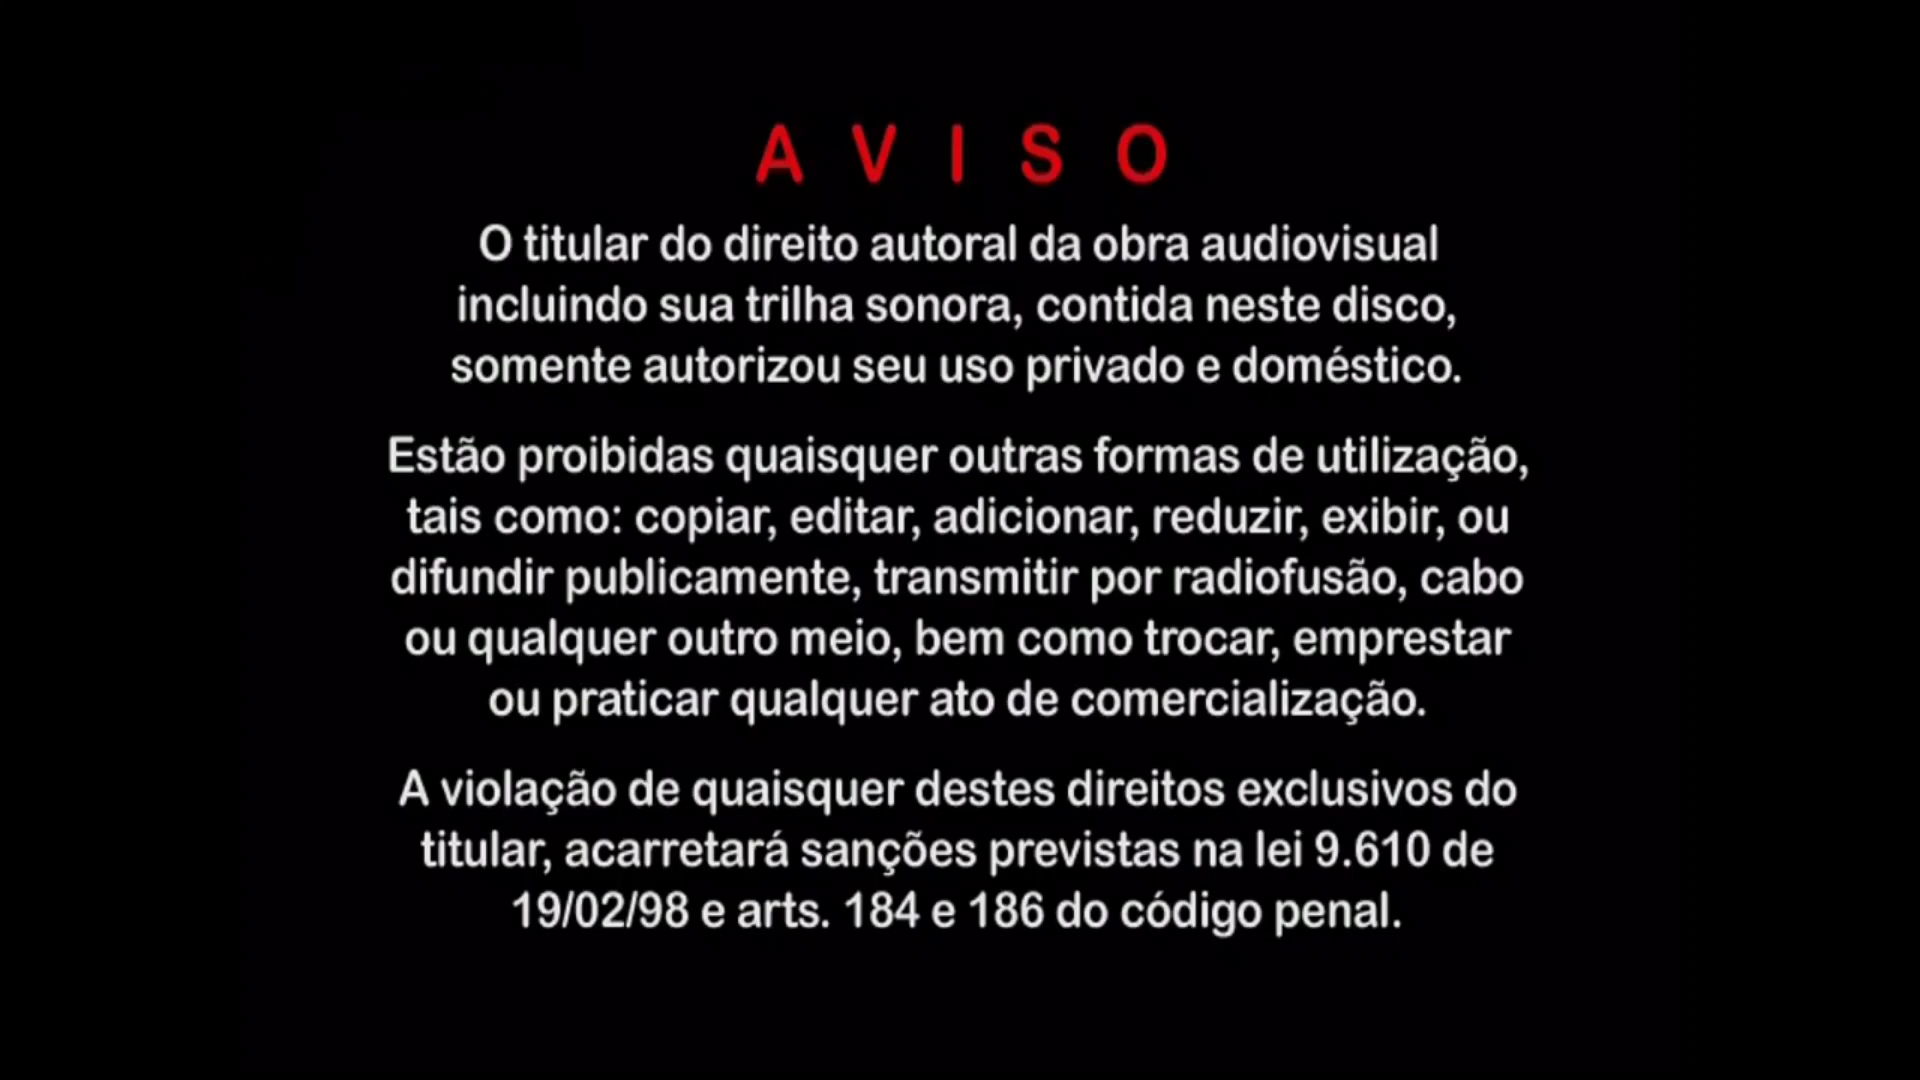 A V I S O
O titular do direito autoral da obra audiovisual
incluindo sua trilha sonora, contida neste disco,
somente autorizou seu uso privado e doméstico.
Estão proibidas quaisquer outras formas de utilização,
tais como: copiar, editar, adicionar, reduzir, exibir, ou
difundir publicamente, transmitir por radiofusão, cabo
ou qualquer outro meio, bem como trocar, emprestar
ou praticar qualquer ato de comercialização.
A violação de quaisquer destes direitos exclusivos do
titular, acarretará sanções previstas na lei 9.610 de
19/02/98 e arts. 184 e 186 do código penal.